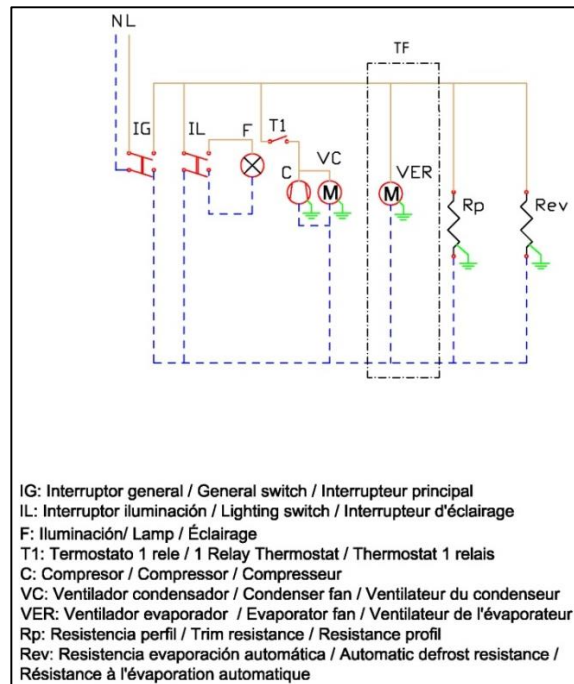 N L
TF
IG
IL
F
T1
C
VC
M
VER
M
Rp
Rev
IG: Interruptor general / General switch / Interrupteur principal
IL: Interruptor iluminación / Lighting switch / Interrupteur d'éclairage
F: Iluminación/ Lamp / Éclairage
T1: Termostato 1 rele / 1 Relay Thermostat / Thermostat 1 relais
C: Compresor / Compressor / Compresseur
VC: Ventilador condensador / Condenser fan / Ventilateur du condenseur
VER: Ventilador evaporador / Evaporator fan / Ventilateur de l'évaporateur
Rp: Resistencia perfil / Trim resistance / Resistance profil
Rev: Resistencia evaporación automática / Automatic defrost resistance /
Résistance à l'évaporation automatique